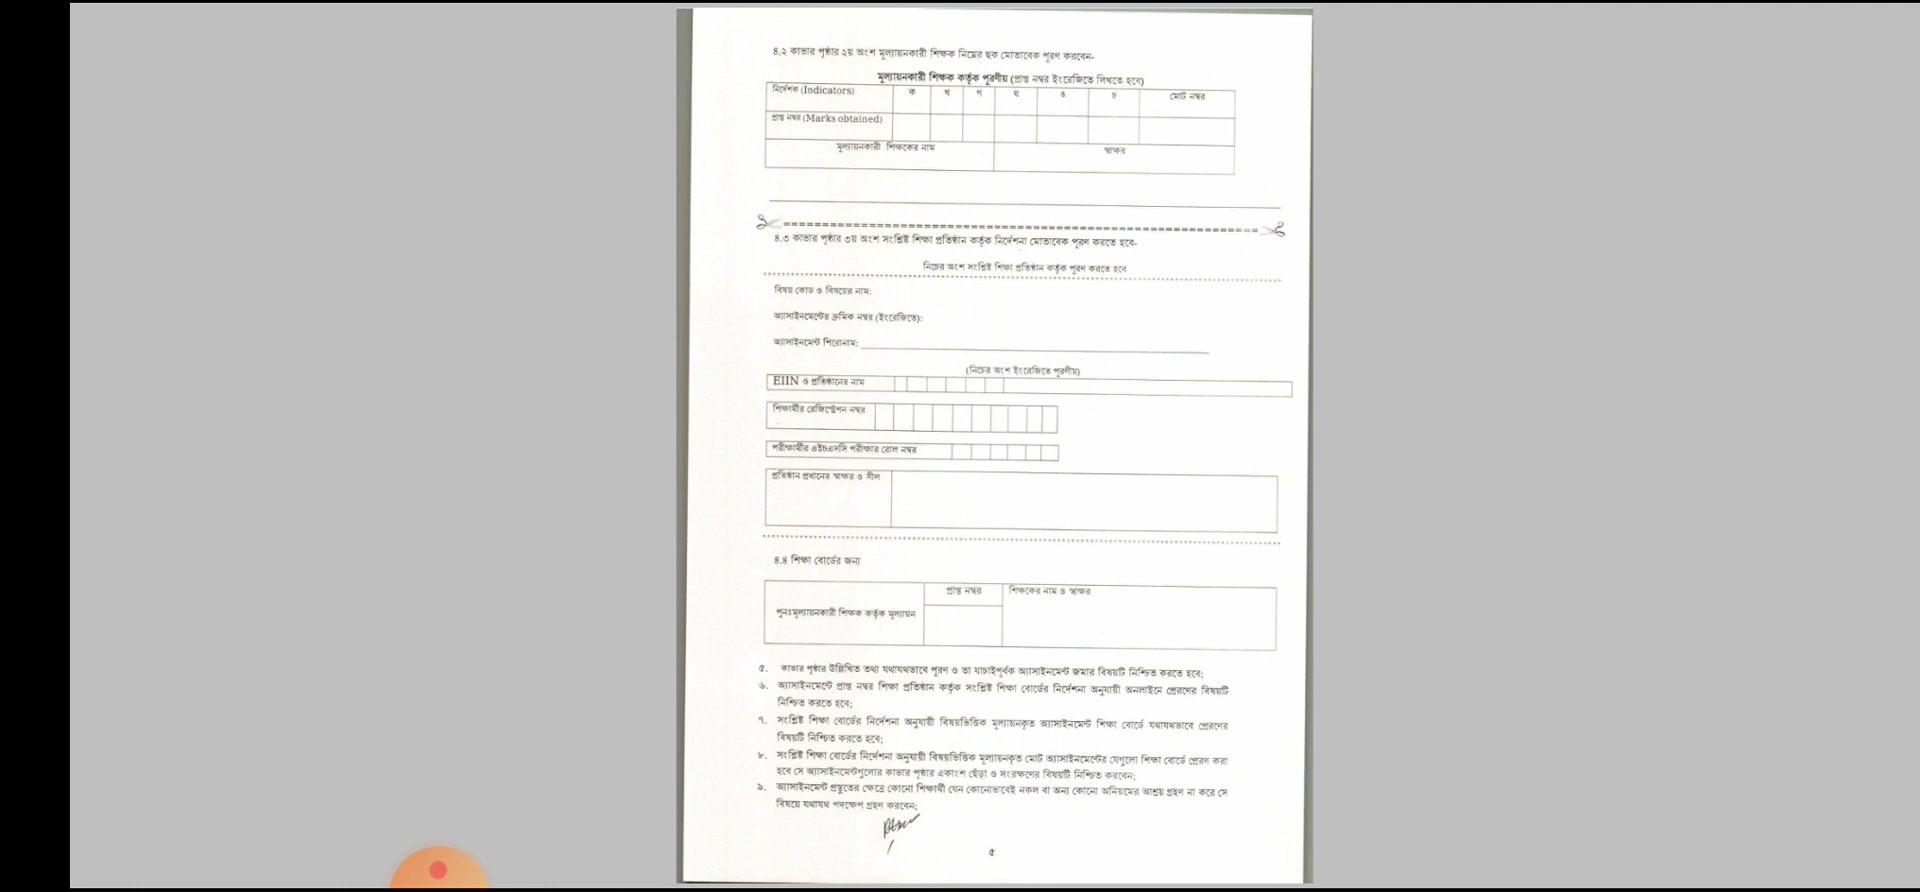 ৪.২ কাভার পৃষ্ঠার ২য় অংশ মূল্যায়নকারী শিক্ষক নিম্নের ছক মোতাবেক পূরণ করবেন-
মূল্যায়নকারী শিক্ষক কর্তৃক পূরণীয় (প্রাপ্ত নম্বর ইংরেজিতে লিখতে হবে)
নির্দেশক (Indicators) ক খ গ ঘ ঙ চ মোট নম্বর
প্রাপ্ত নম্বর (Marks obtained)
মূল্যায়নকারী শিক্ষকের নাম স্বাক্ষর
৪.৩ কাভার পৃষ্ঠার ৩য় অংশ সংশ্লিষ্ট শিক্ষা প্রতিষ্ঠান কর্তৃক নির্দেশনা মোতাবেক পূরণ করতে হবে-
নিচের অংশ সংশ্লিষ্ট শিক্ষা প্রতিষ্ঠান কর্তৃক পূরণ করতে হবে
বিষয় কোড ও বিষয়ের নাম:
অ্যাসাইনমেন্টের ক্রমিক নম্বর (ইংরেজিতে):
অ্যাসাইনমেন্ট শিরোনাম:
(নিচের অংশ ইংরেজিতে পূরণীয়)
EIIN ও প্রতিষ্ঠানের নাম
শিক্ষার্থীর রেজিস্ট্রেশন নম্বর
পরীক্ষার্থীর এইচএসসি পরীক্ষার রোল নম্বর
প্রতিষ্ঠান প্রধানের স্বাক্ষর ও সীল
৪.৪ শিক্ষা বোর্ডের জন্য
প্রাপ্ত নম্বর শিক্ষকের নাম ও স্বাক্ষর
পুনঃমূল্যায়নকারী শিক্ষক কর্তৃক মূল্যায়ন
৫. কাভার পৃষ্ঠার উল্লিখিত তথ্য যথাযথভাবে পূরণ ও তা যাচাইপূর্বক অ্যাসাইনমেন্ট জমার বিষয়টি নিশ্চিত করতে হবে;
৬. অ্যাসাইনমেন্টে প্রাপ্ত নম্বর শিক্ষা প্রতিষ্ঠান কর্তৃক সংশ্লিষ্ট শিক্ষা বোর্ডের নির্দেশনা অনুযায়ী অনলাইনে প্রেরণের বিষয়টি
নিশ্চিত করতে হবে;
৭. সংশ্লিষ্ট শিক্ষা বোর্ডের নির্দেশনা অনুযায়ী বিষয়ভিত্তিক মূল্যায়নকৃত অ্যাসাইনমেন্ট শিক্ষা বোর্ডে যথাযথভাবে প্রেরণের
বিষয়টি নিশ্চিত করতে হবে;
৮. সংশ্লিষ্ট শিক্ষা বোর্ডের নির্দেশনা অনুযায়ী বিষয়ভিত্তিক মূল্যায়নকৃত মোট অ্যাসাইনমেন্টের যেগুলো শিক্ষা বোর্ডে প্রেরণ করা
হবে সে অ্যাসাইনমেন্টগুলোর কাভার পৃষ্ঠার একাংশ ছেঁড়া ও সংরক্ষণের বিষয়টি নিশ্চিত করবেন;
৯. অ্যাসাইনমেন্ট প্রস্তুতের ক্ষেত্রে কোনো শিক্ষার্থী যেন কোনোভাবেই নকল বা অন্য কোনো অনিয়মের আশ্রয় গ্রহণ না করে সে
বিষয়ে যথাযথ পদক্ষেপ গ্রহণ করবেন;
৫